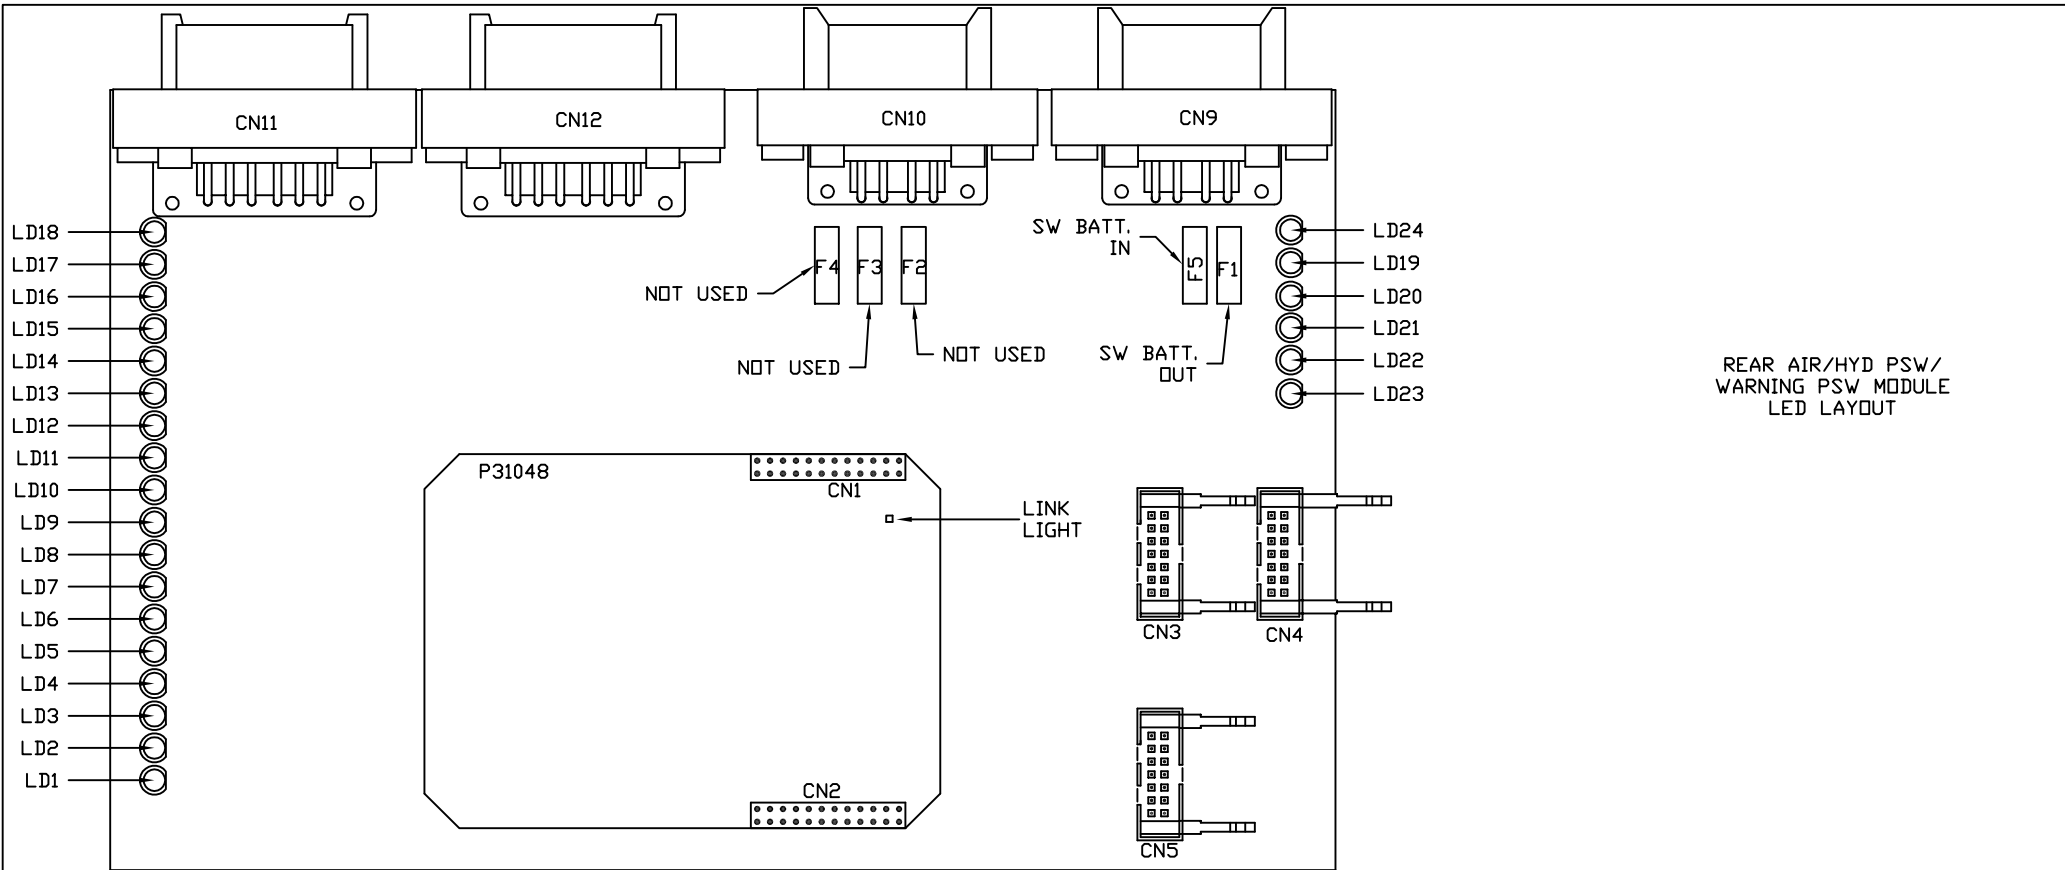 CN11
CN12
CN10
CN9
LD18
LD17
LD16
LD15
LD14
LD13
LD12
LD11
LD10
LD9
LD8
LD7
LD6
LD5
LD4
LD3
LD2
LD1
F4
F3
F2
NOT USED
NOT USED
NOT USED
SW BATT.
IN
F5
F1
SW BATT.
OUT
LD24
LD19
LD20
LD21
LD22
LD23
REAR AIR/HYD PSW/
WARNING PSW MODULE
LED LAYOUT
P31048
CN1
LINK
LIGHT
CN2
CN3
CN4
CN5